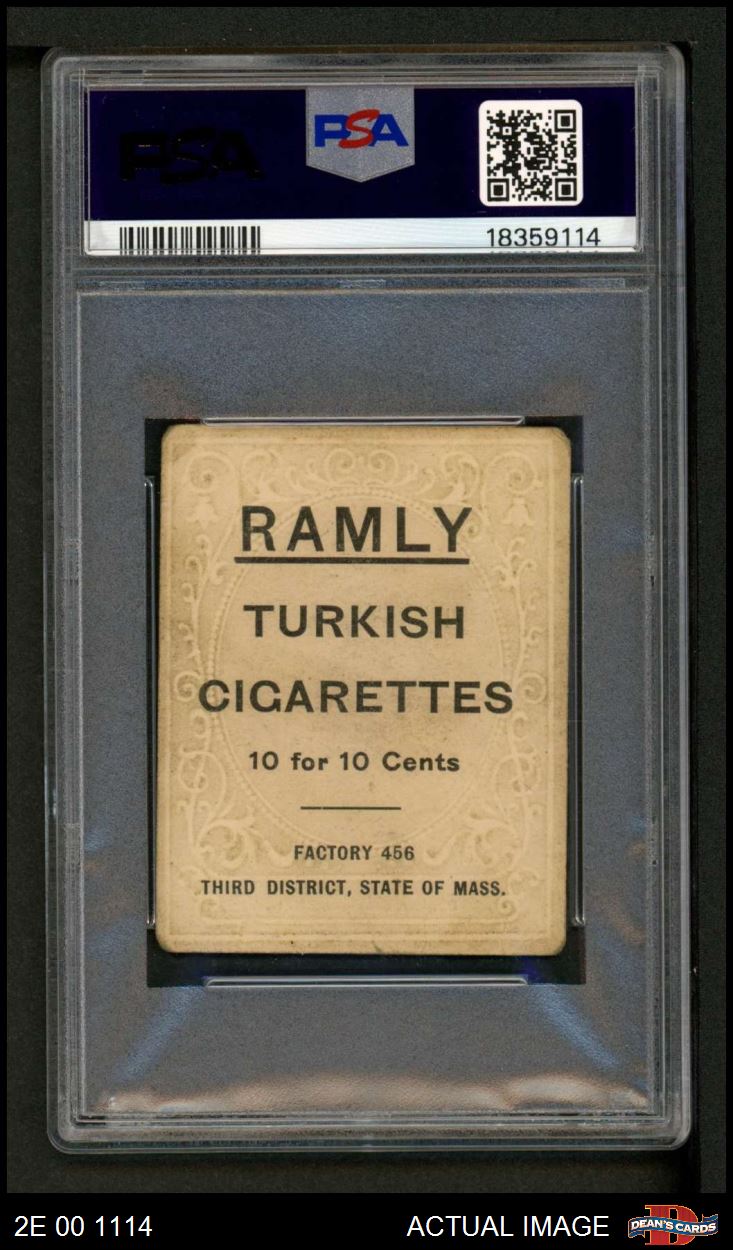 PSA
PSA
18359114
RAMLY
TURKISH
CIGARETTES
10 for 10 Cents
FACTORY 456
THIRD DISTRICT, STATE OF MASS.
2E 00 1114
ACTUAL IMAGE
D
DEAN'S CARDS